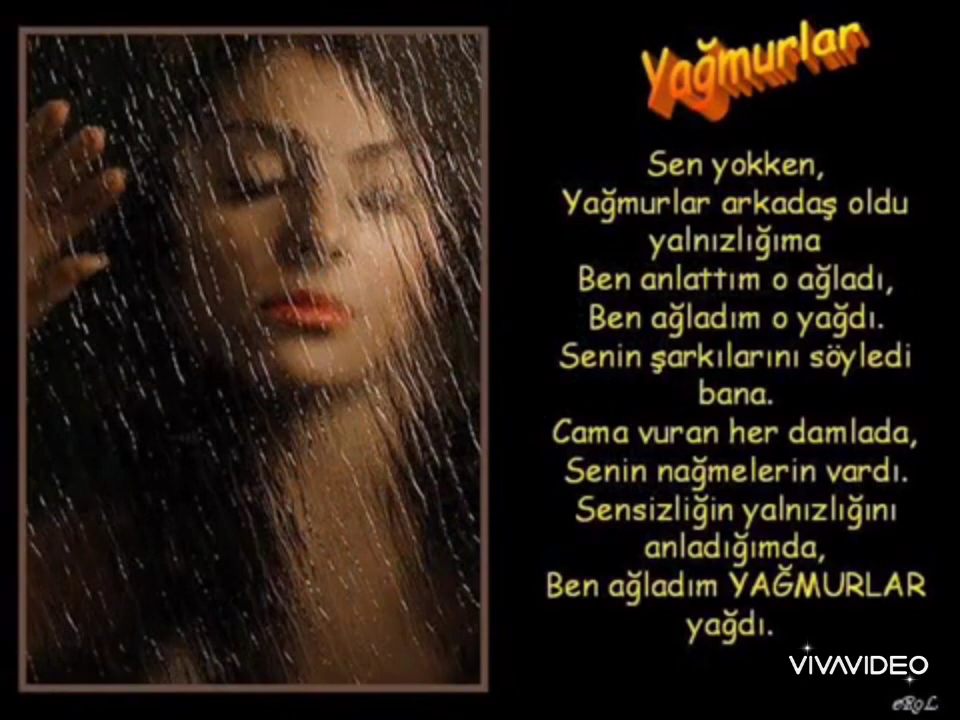 Yağmurlar
Sen yokken,
Yağmurlar arkadaş oldu
yalnızlığıma
Ben anlattım o ağladı,
Ben ağladım o yağdı.
Senin şarkılarını söyledi
bana.
Cama vuran her damlada,
Senin nağmelerin vardı.
Sensizliğin yalnızlığını
anladığımda,
Ben ağladım YAĞMURLAR
yağdı.
VIVAVIDEO
eR0L